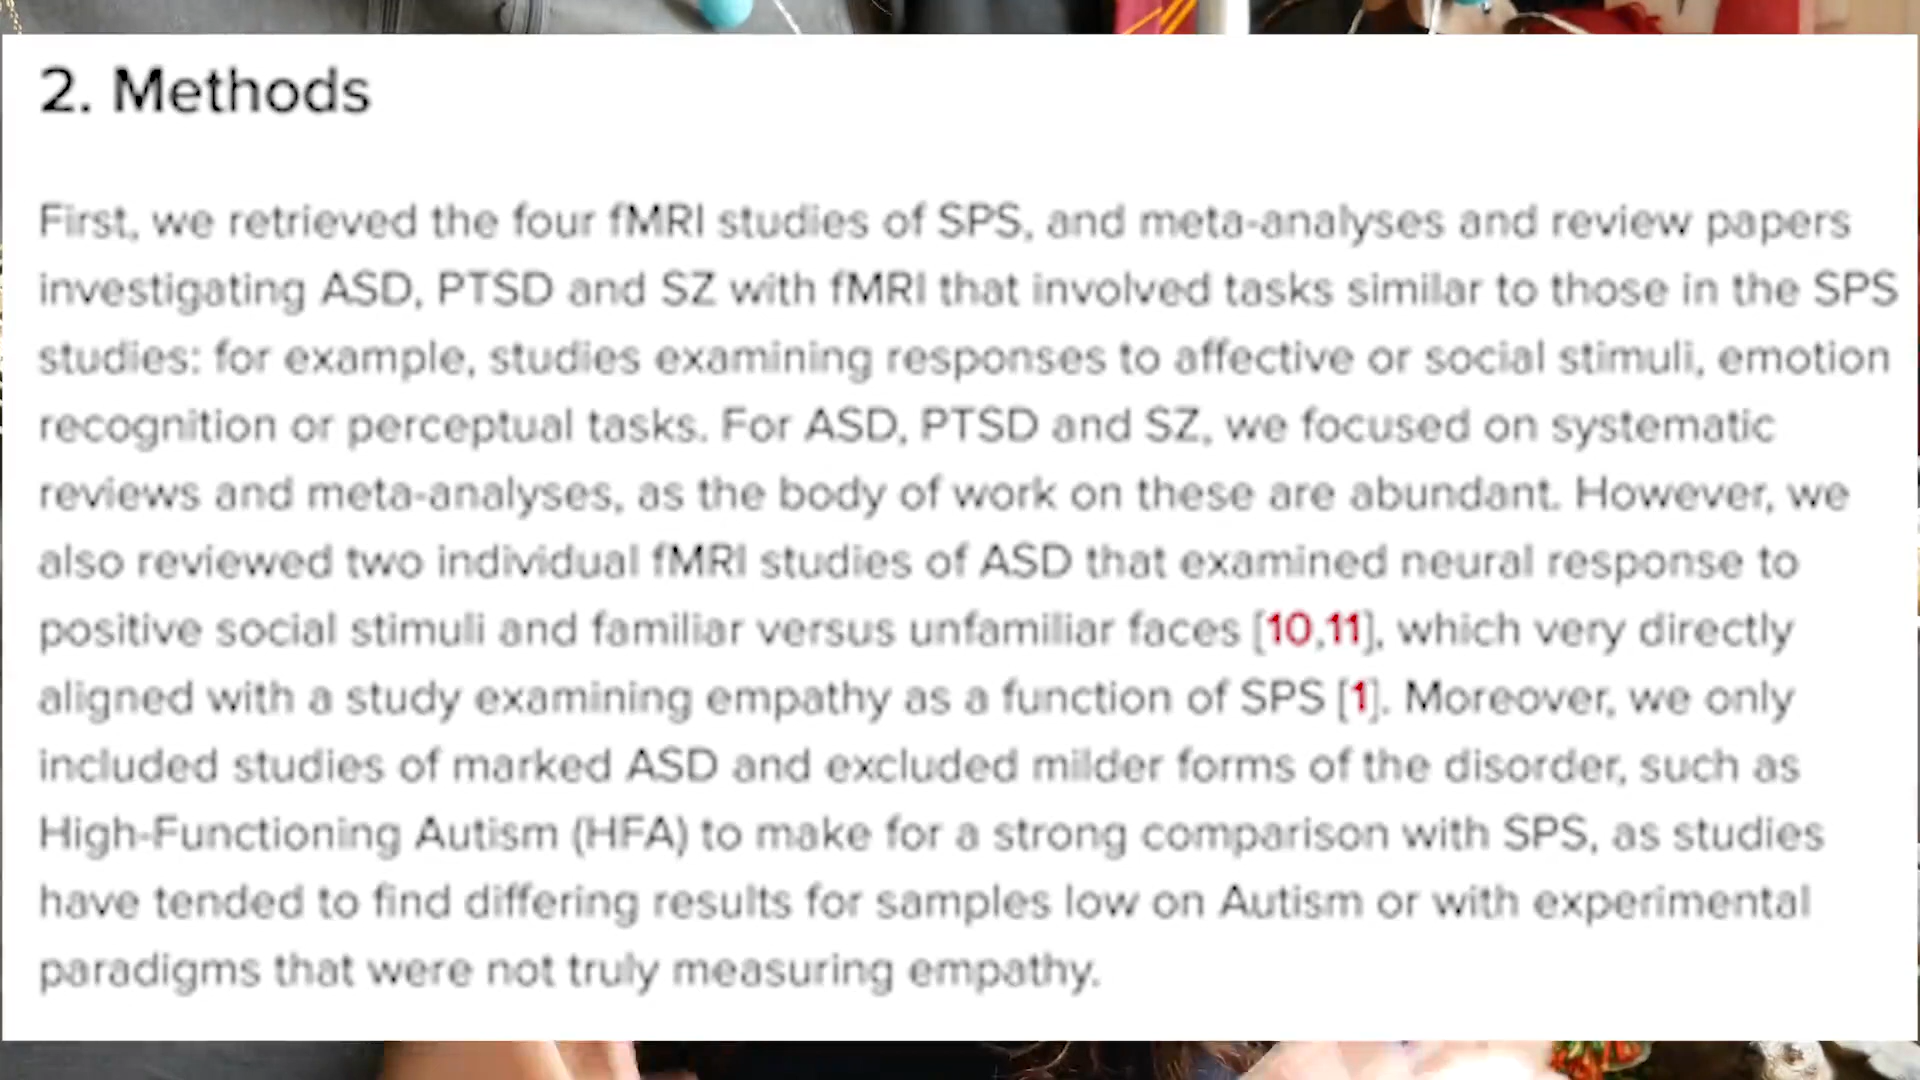 2. Methods
First, we retrieved the four fMRI studies of SPS, and meta-analyses and review papers
investigating ASD, PTSD and SZ with fMRI that involved tasks similar to those in the SPS
studies: for example, studies examining responses to affective or social stimuli, emotion
recognition or perceptual tasks. For ASD, PTSD and SZ, we focused on systematic
reviews and meta-analyses, as the body of work on these are abundant. However, we
also reviewed two individual fMRI studies of ASD that examined neural response to
positive social stimuli and familiar versus unfamiliar faces [10,11], which very directly
aligned with a study examining empathy as a function of SPS [1]. Moreover, we only
included studies of marked ASD and excluded milder forms of the disorder, such as
High-Functioning Autism (HFA) to make for a strong comparison with SPS, as studies
have tended to find differing results for samples low on Autism or with experimental
paradigms that were not truly measuring empathy.